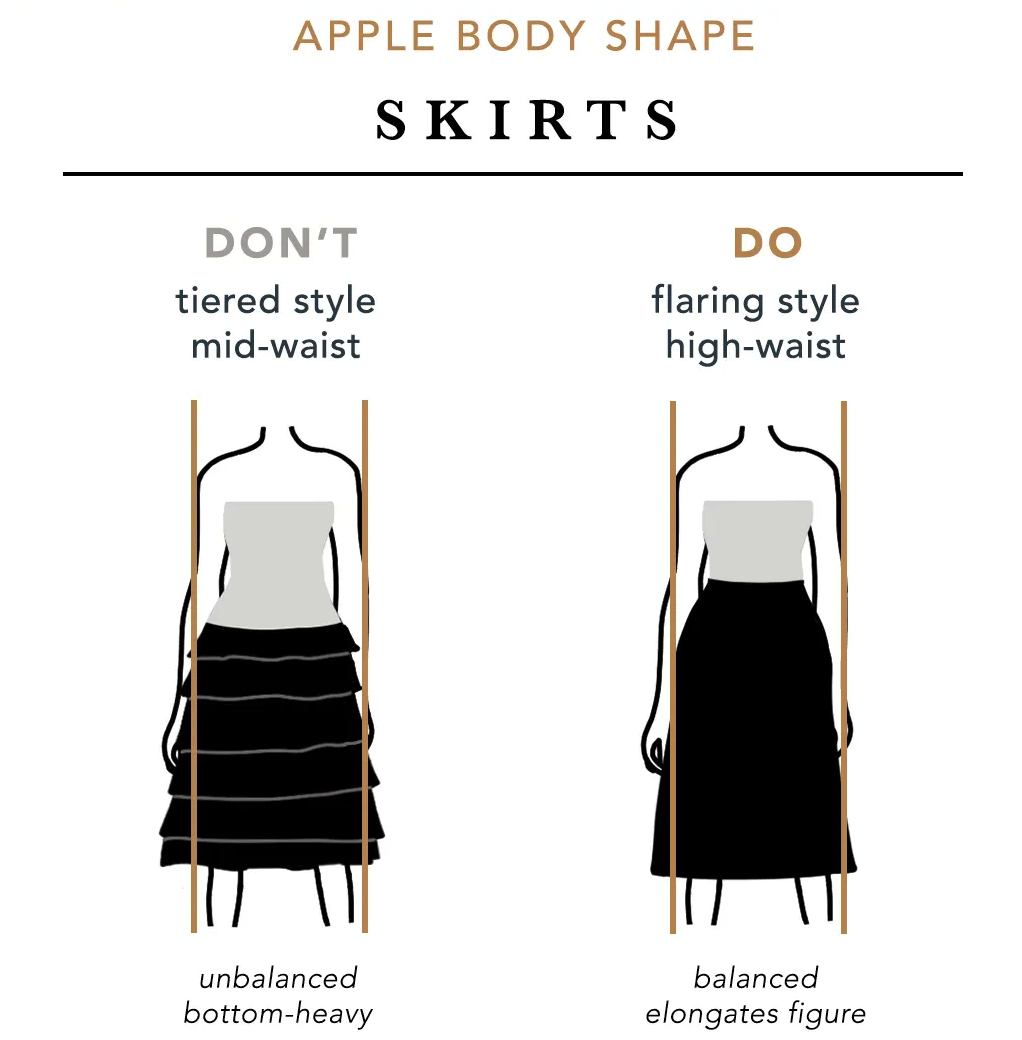 APPLE BODY SHAPE
SKIRTS
DON'T
tiered style
mid-waist
DO
flaring style
high-waist
unbalanced
bottom-heavy
balanced
elongates figure